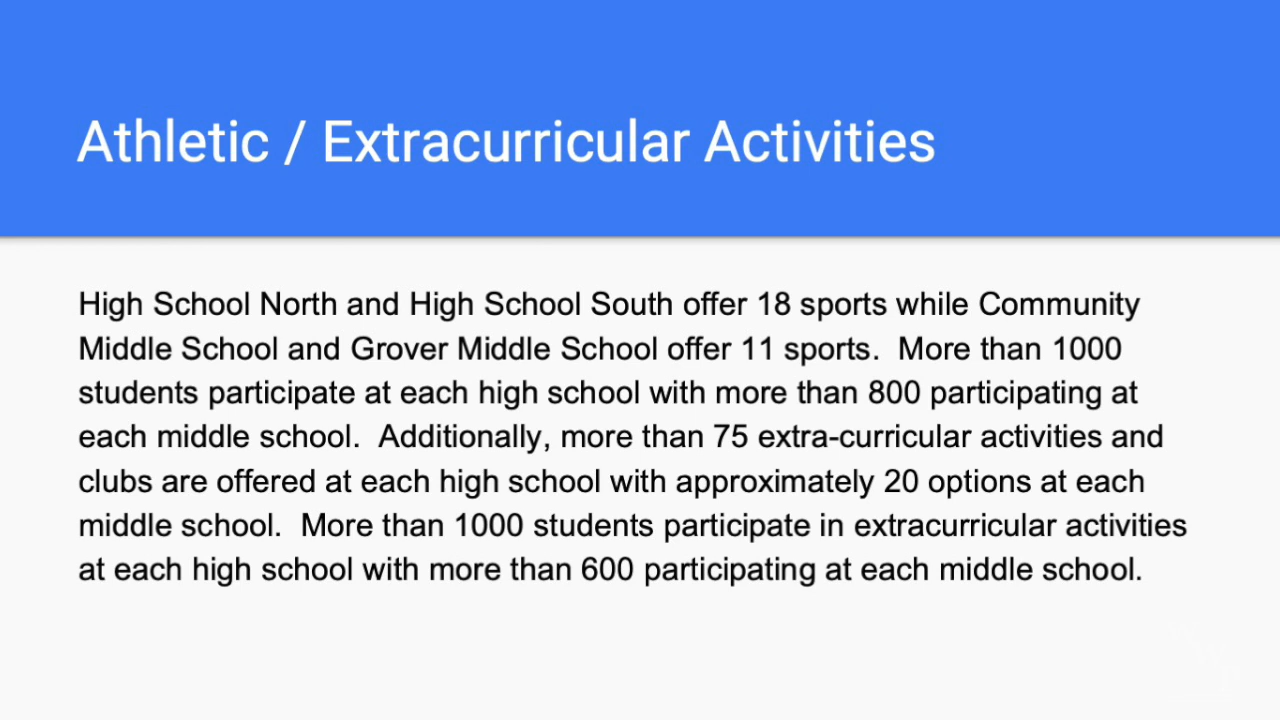 Athletic / Extracurricular Activities
High School North and High School South offer 18 sports while Community
Middle School and Grover Middle School offer 11 sports.  More than 1000
students participate at each high school with more than 800 participating at
each middle school.  Additionally, more than 75 extra-curricular activities and
clubs are offered at each high school with approximately 20 options at each
middle school.  More than 1000 students participate in extracurricular activities
at each high school with more than 600 participating at each middle school.